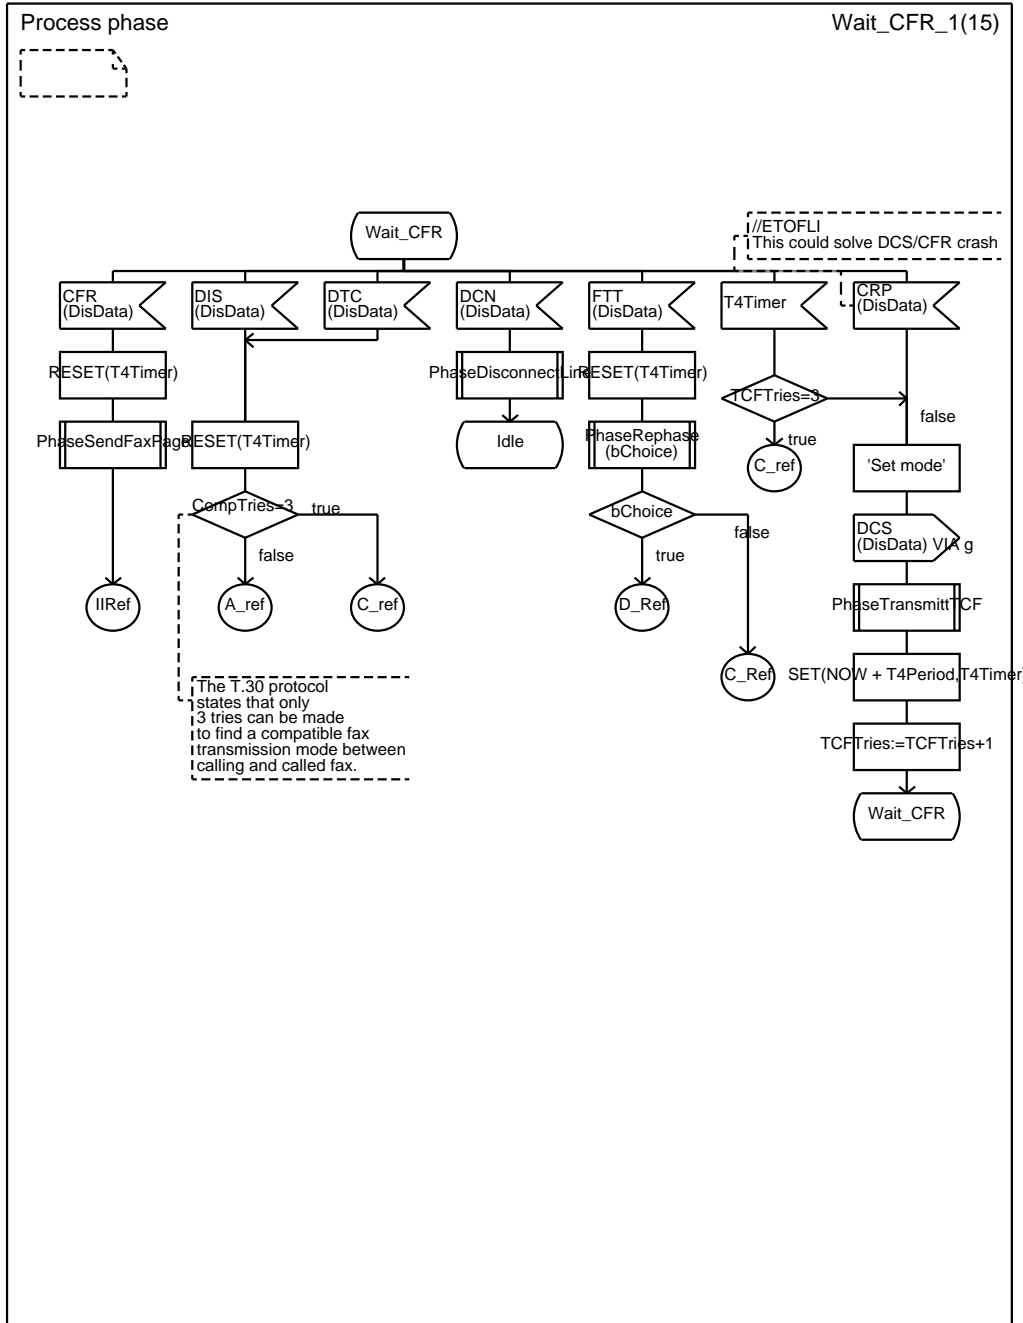 Process phase
Wait_CFR_1(15)
Wait_CFR
//ETOFLI
This could solve DCS/CFR crash
CFR
(DisData)
DIS
(DisData)
DTC
(DisData)
DCN
(DisData)
FTT
(DisData)
T4Timer
CRP
(DisData)
RESET(T4Timer)
PhaseDisconnectLine
RESET(T4Timer)
TCFTries=3
false
true
PhaseSendFaxPage
RESET(T4Timer)
Idle
PhaseRephase
(bChoice)
C_ref
'Set mode'
CompTries=3
true
false
bChoice
false
true
DCS
(DisData) VIA g
IIRef
A_ref
C_ref
D_Ref
PhaseTransmittTCF
C_Ref
SET(NOW + T4Period,T4Timer)
The T.30 protocol
states that only
3 tries can be made
to find a compatible fax
transmission mode between
calling and called fax.
TCFTries:=TCFTries+1
Wait_CFR